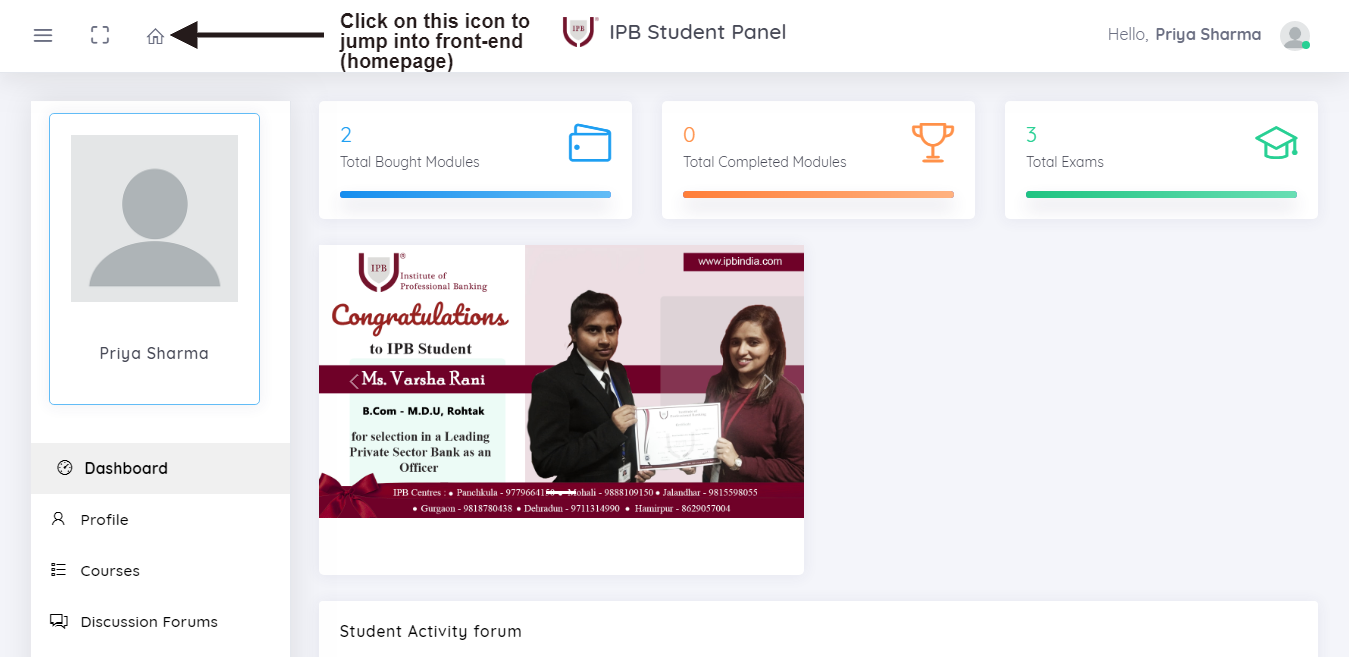 Click on this icon to
jump into front-end
(homepage)
IPB
IPB Student Panel
Hello, Priya Sharma
Priya Sharma
Dashboard
Profile
Courses
Discussion Forums
2
Total Bought Modules
0
Total Completed Modules
3
Total Exams
IPB
Institute of
Professional Banking
www.ipbindia.com
Congratulations
to IPB Student
Ms. Varsha Rani
B.Com - M.D.U, Rohtak
for selection in a Leading
Private Sector Bank as an
Officer
IPB Centres : ● Panchkula - ● Mohali - 9888109150 ● Jalandhar - 9815598055
● Gurgaon - 9818780438 ● Dehradun - 9711314990 ● Hamirpur - 8629057004
Student Activity forum